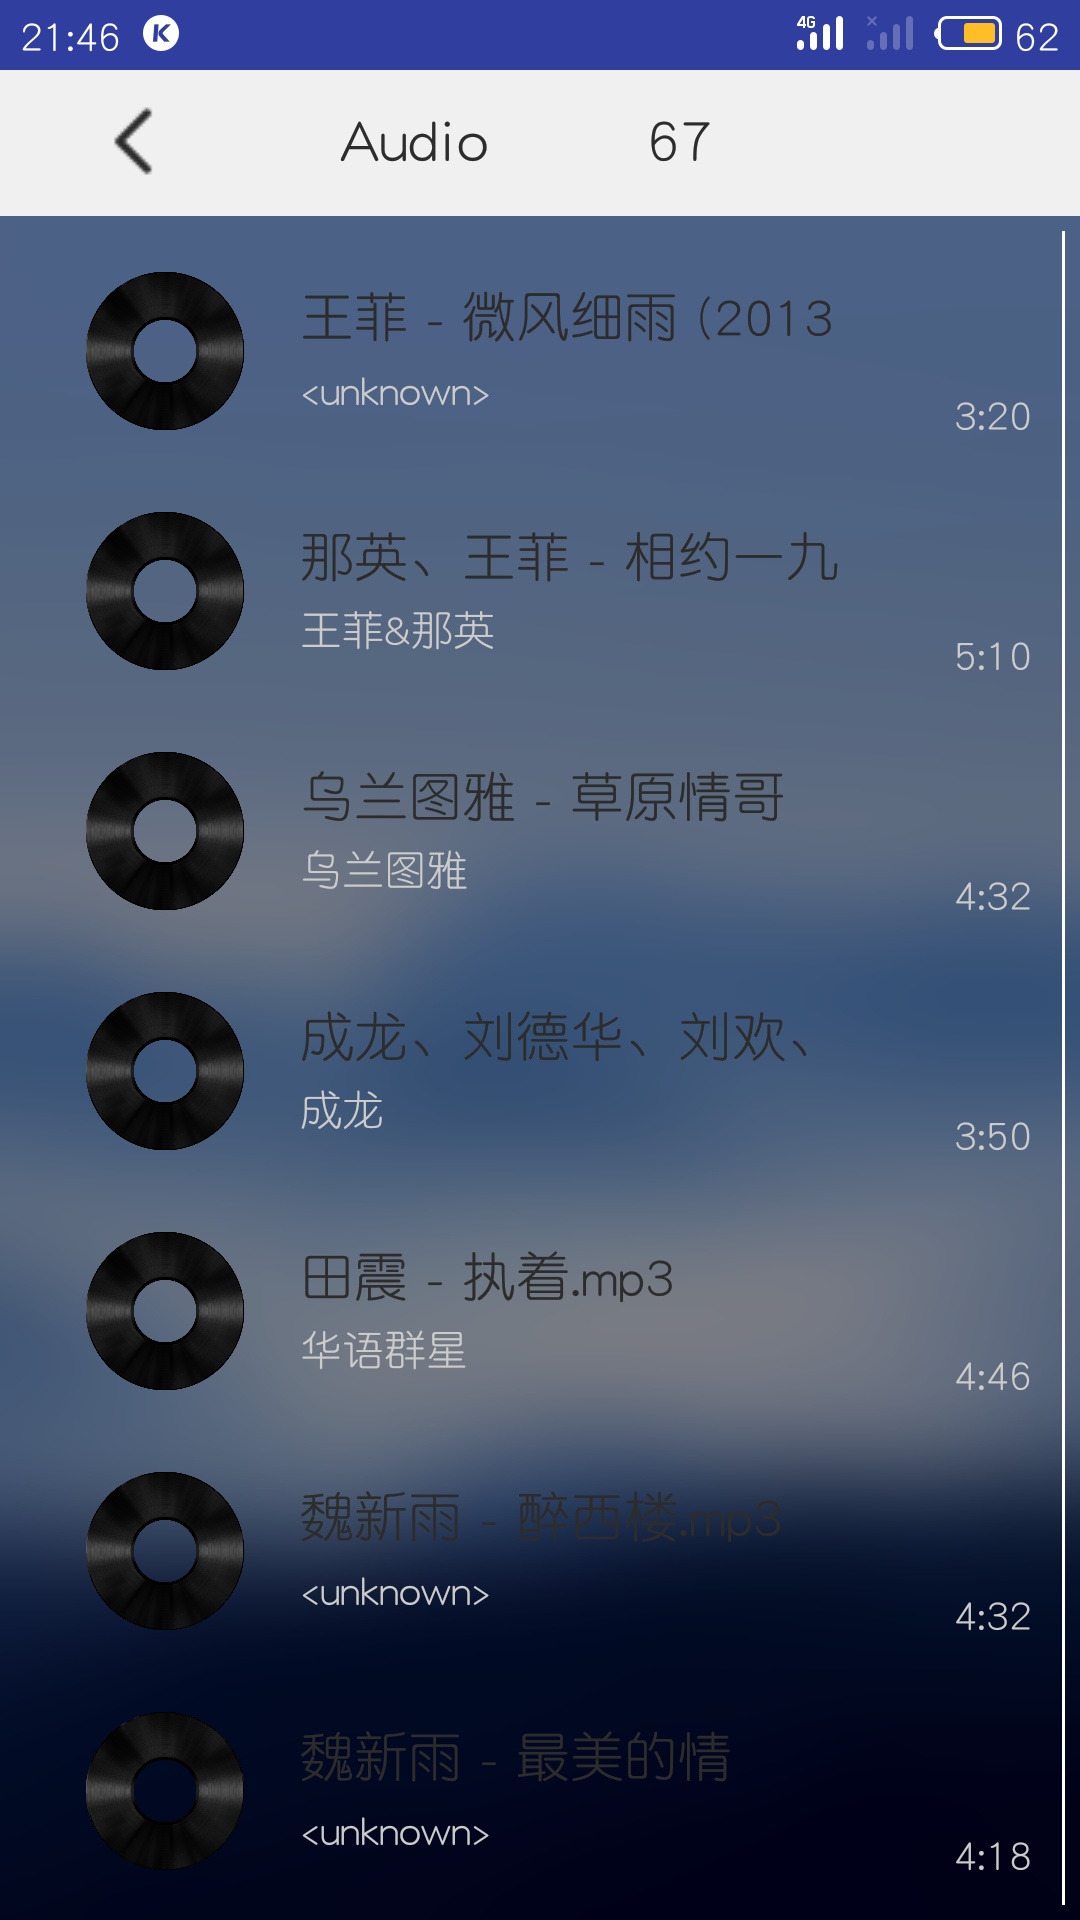 21:46 K 4G 62
Audio 67
王菲 - 微风细雨 (2013
<unknown>
3:20
那英、王菲 - 相约一九
王菲&那英
5:10
乌兰图雅 - 草原情哥
乌兰图雅
4:32
成龙、刘德华、刘欢、
成龙
3:50
田震 - 执着.mp3
华语群星
4:46
魏新雨 - 醉西楼.mp3
<unknown>
4:32
魏新雨 - 最美的情
<unknown>
4:18